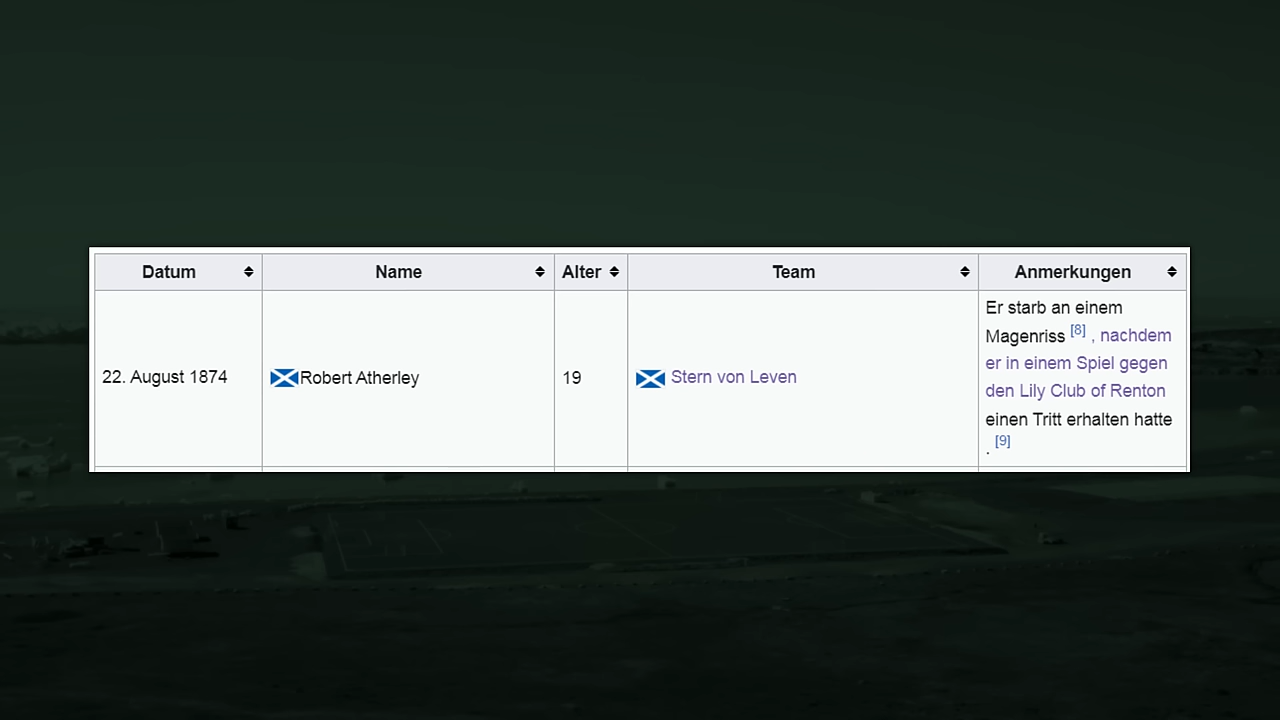 Datum Name Alter Team Anmerkungen
22. August 1874 Robert Atherley 19 Stern von Leven
Er starb an einem
Magenriss [8] , nachdem
er in einem Spiel gegen
den Lily Club of Renton
einen Tritt erhalten hatte
. [9]